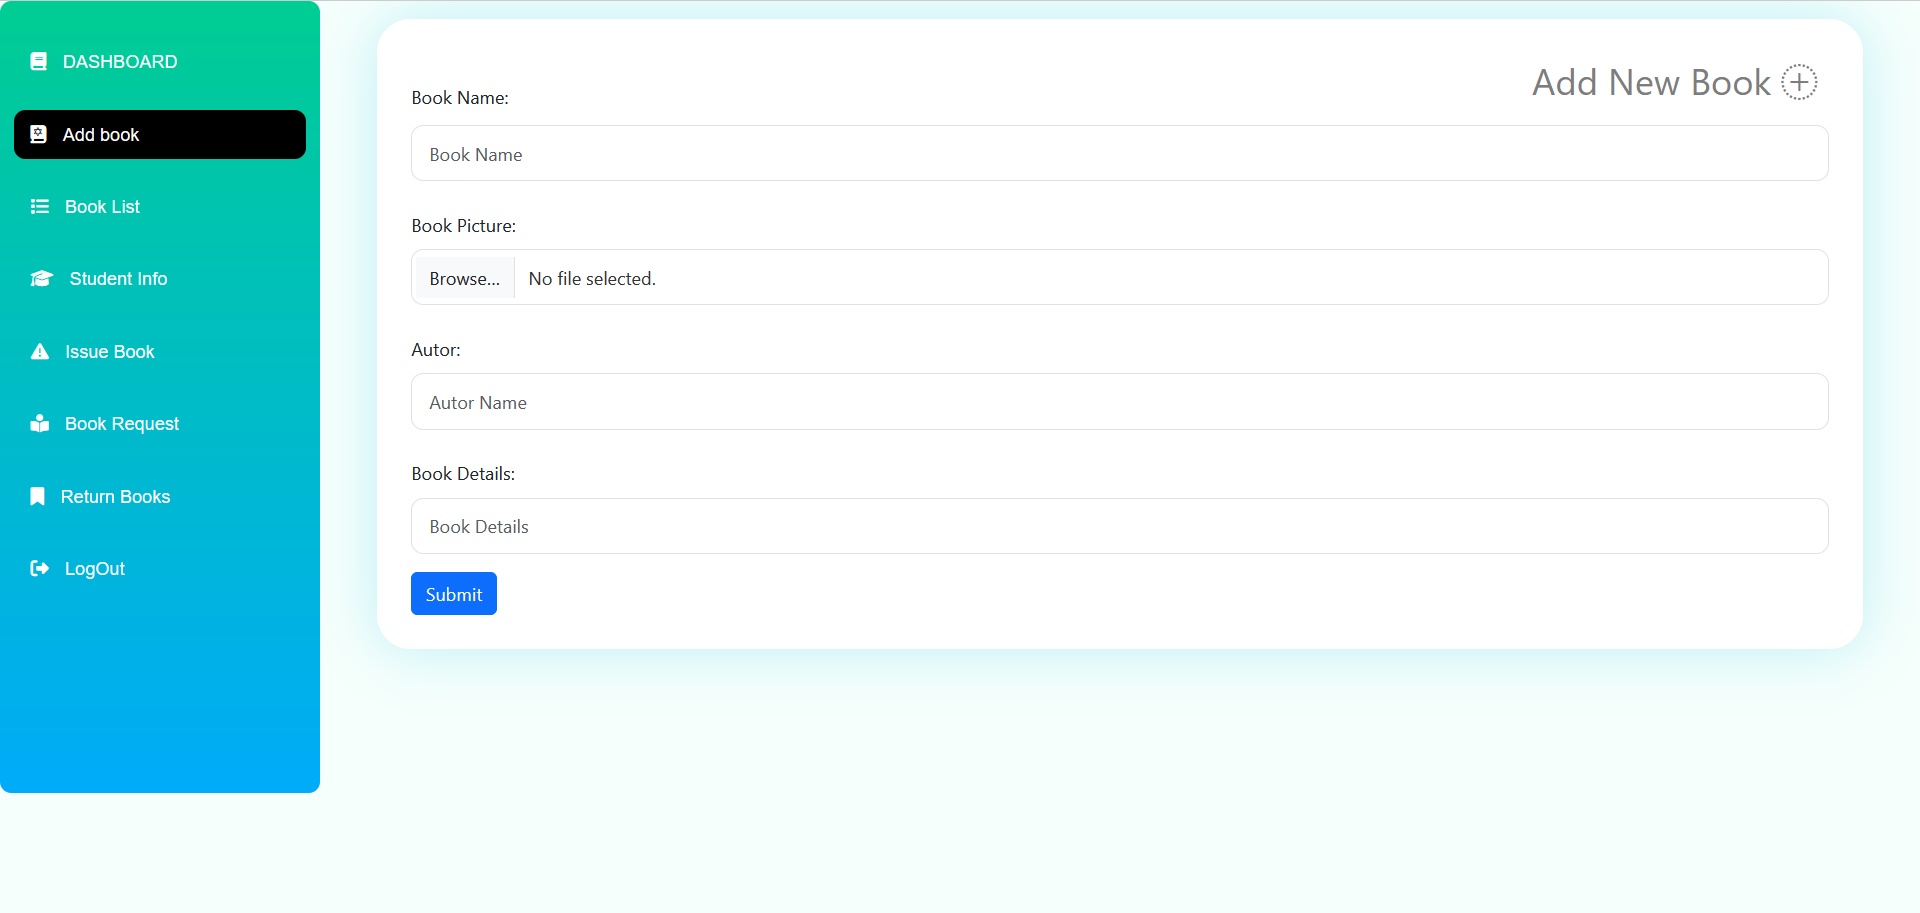 DASHBOARD
Add book
Book List
Student Info
Issue Book
Book Request
Return Books
LogOut
Add New Book
Book Name:
Book Name
Book Picture:
Browse... No file selected.
Autor:
Autor Name
Book Details:
Book Details
Submit